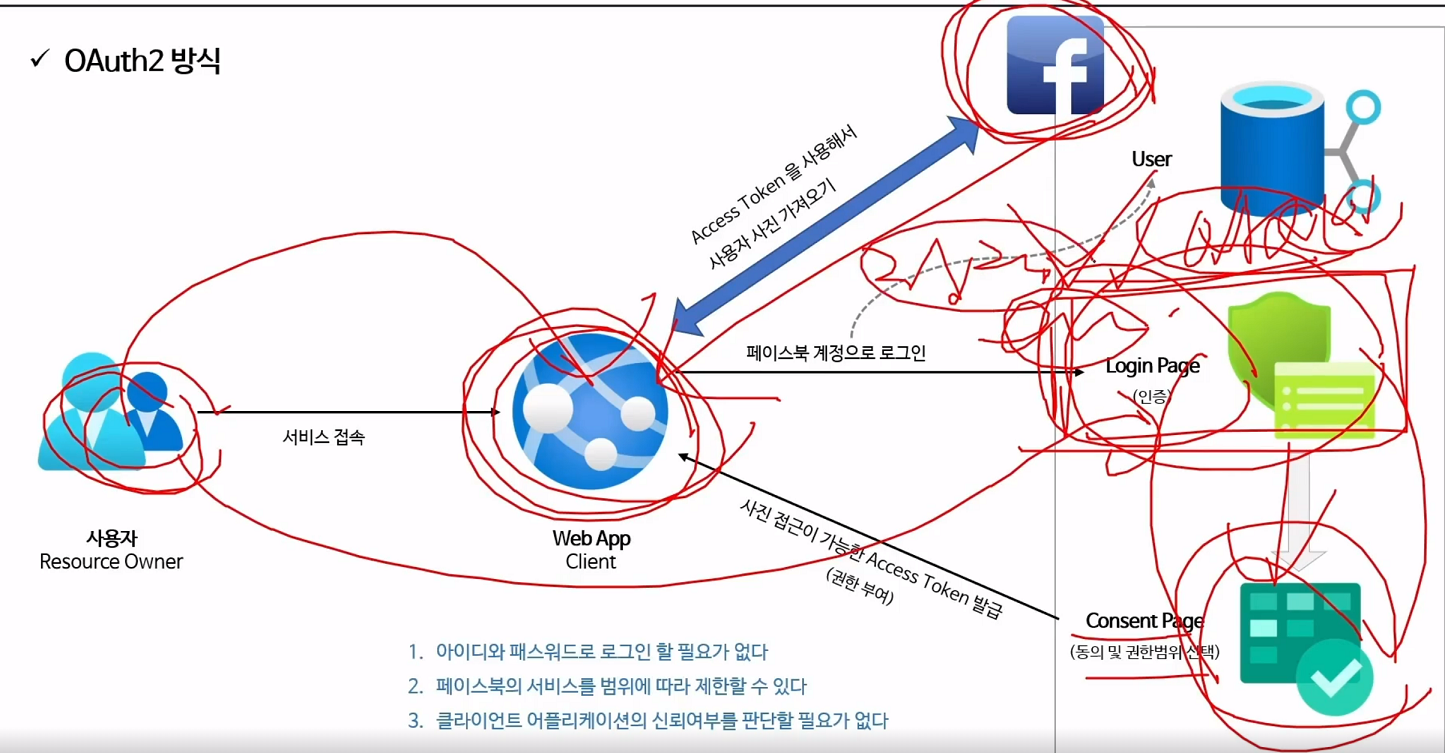 ✓ OAuth2 방식
f
User
Access Token 을 사용해서
사용자 사진 가져오기
페이스북 계정으로 로그인
Login Page
(인증)
서비스 접속
사용자
Resource Owner
Web App
Client
사진 접근이 가능한 Access Token 발급
(권한 부여)
Consent Page
(동의 및 권한범위 선택)
1. 아이디와 패스워드로 로그인 할 필요가 없다
2. 페이스북의 서비스를 범위에 따라 제한할 수 있다
3. 클라이언트 어플리케이션의 신뢰여부를 판단할 필요가 없다